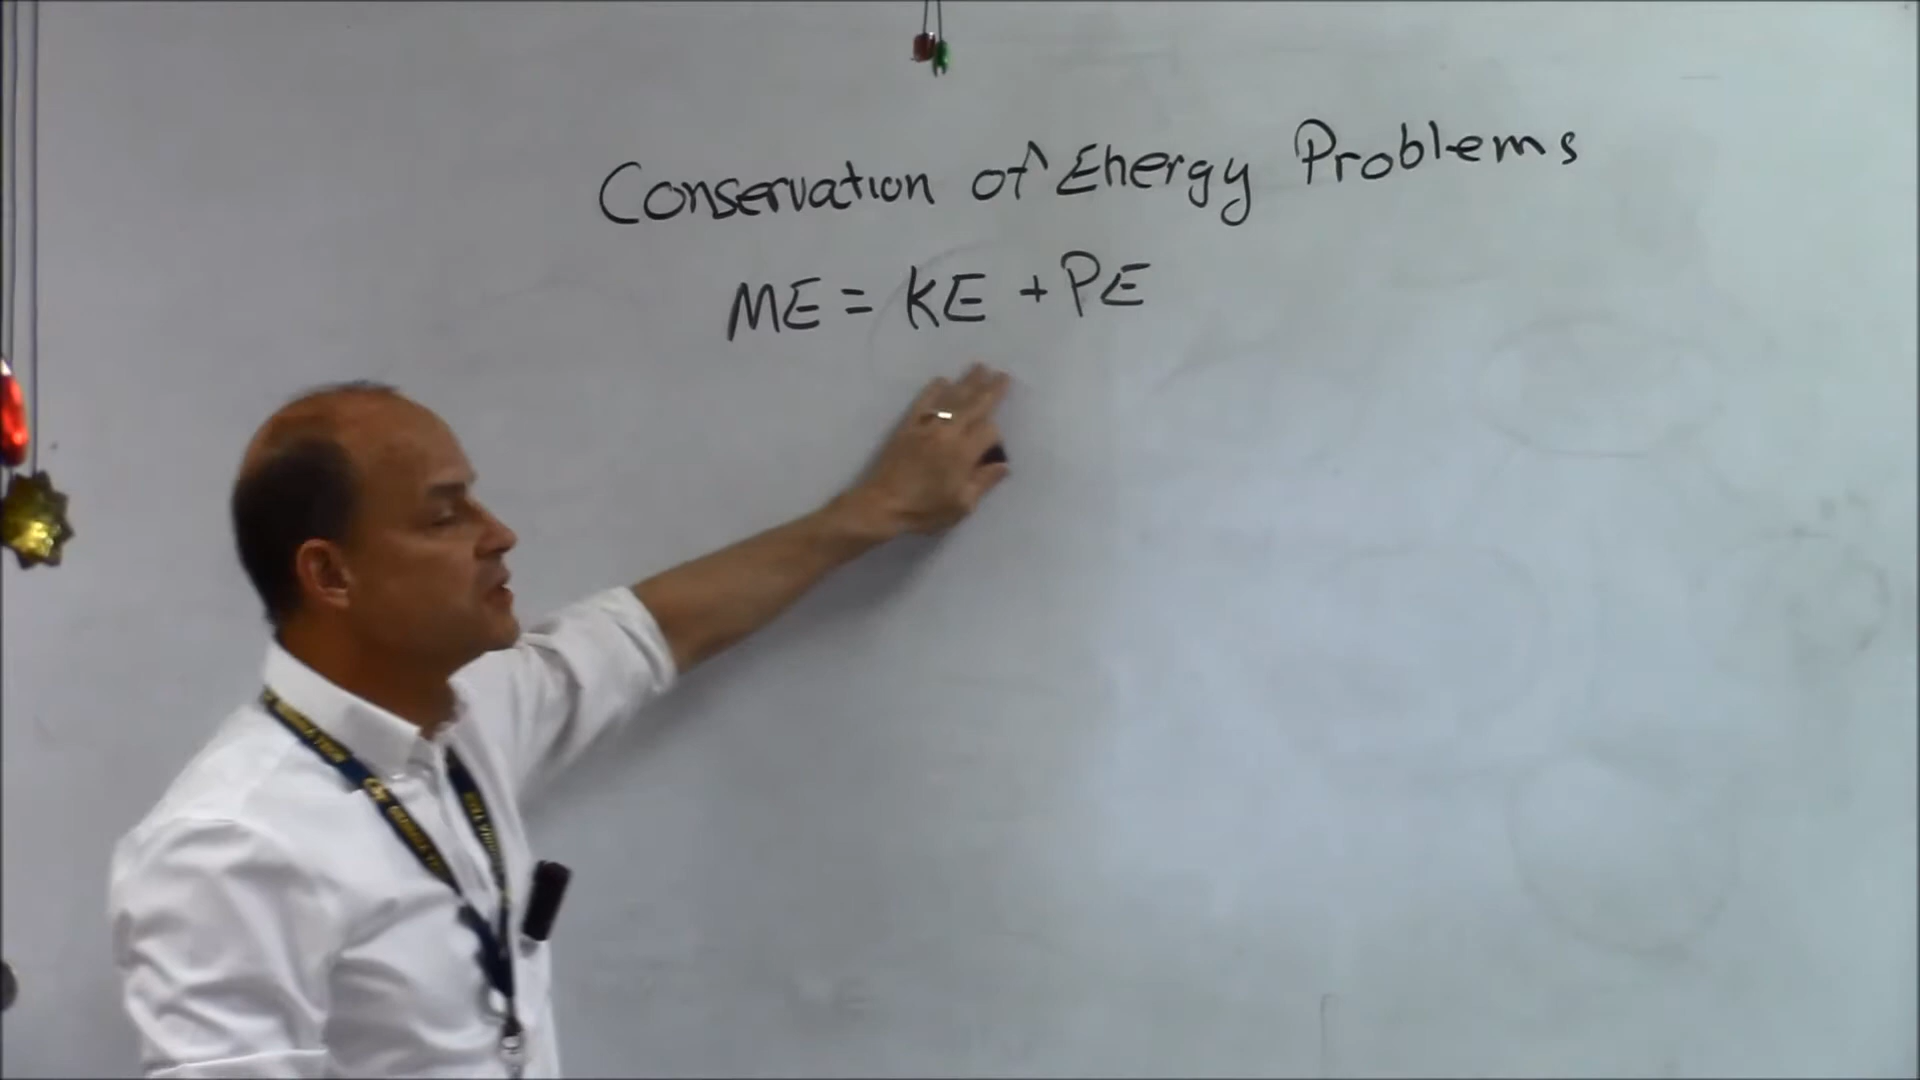 Conservation of Energy Problems
ME = KE + PE